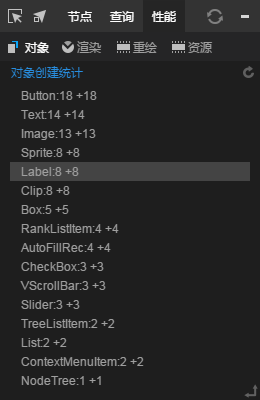 节点 查询 性能
对象 渲染 重绘 资源
对象创建统计
Button:18 +18
Text:14 +14
Image:13 +13
Sprite:8 +8
Label:8 +8
Clip:8 +8
Box:5 +5
RankListItem:4 +4
AutoFillRec:4 +4
CheckBox:3 +3
VScrollBar:3 +3
Slider:3 +3
TreeListItem:2 +2
List:2 +2
ContextMenuItem:2 +2
NodeTree:1 +1